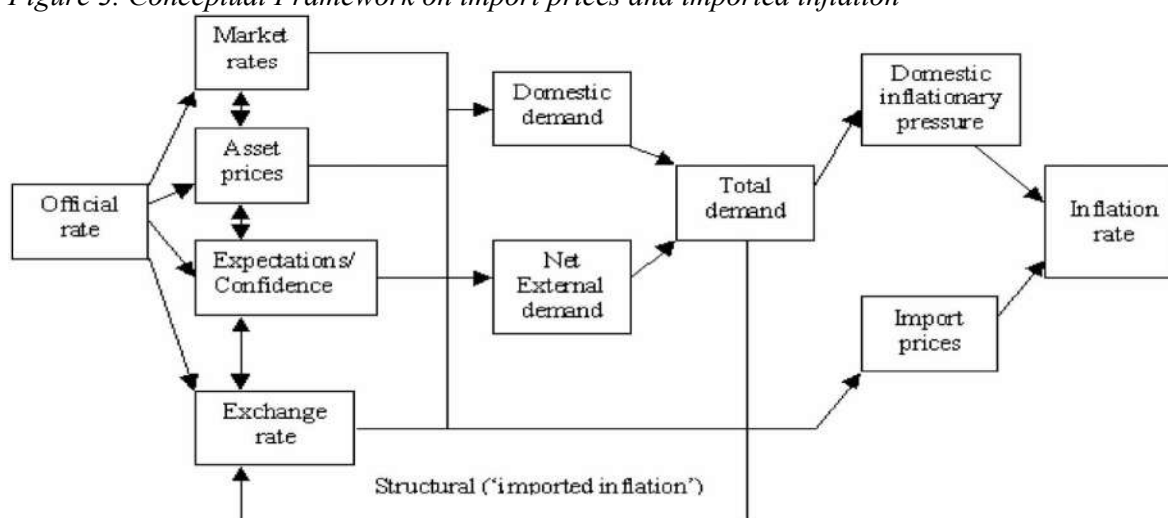 Figure 3. Conceptual Framework on import prices and imported inflation
Market
rates
Asset
prices
Official
rate
Expectations/
Confidence
Exchange
rate
Domestic
demand
Net
External
demand
Total
demand
Domestic
inflationary
pressure
Import
prices
Inflation
rate
Structural (‘imported inflation’)